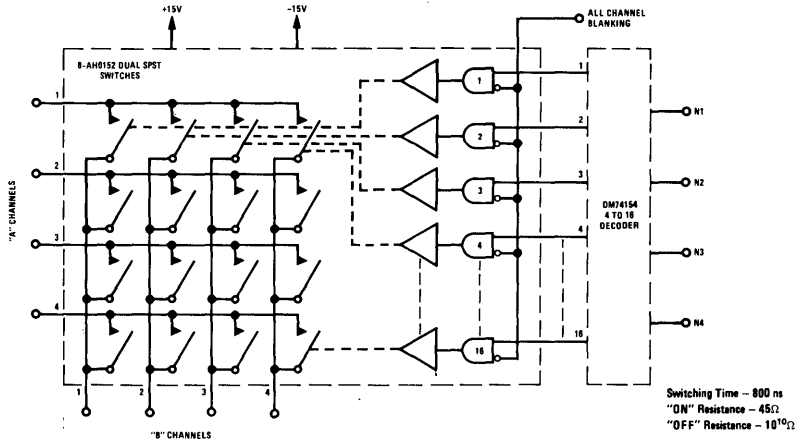 +15V
-15V
ALL CHANNEL
BLANKING
8-AH0152 DUAL SPST
SWITCHES
1
2
3
4
"A" CHANNELS
1
2
3
4
"B" CHANNELS
1
2
3
4
16
1
2
3
4
16
DM74154
4 TO 16
DECODER
N1
N2
N3
N4
Switching Time – 800 ns
"ON" Resistance – 45Ω
"OFF" Resistance – 10¹⁰Ω